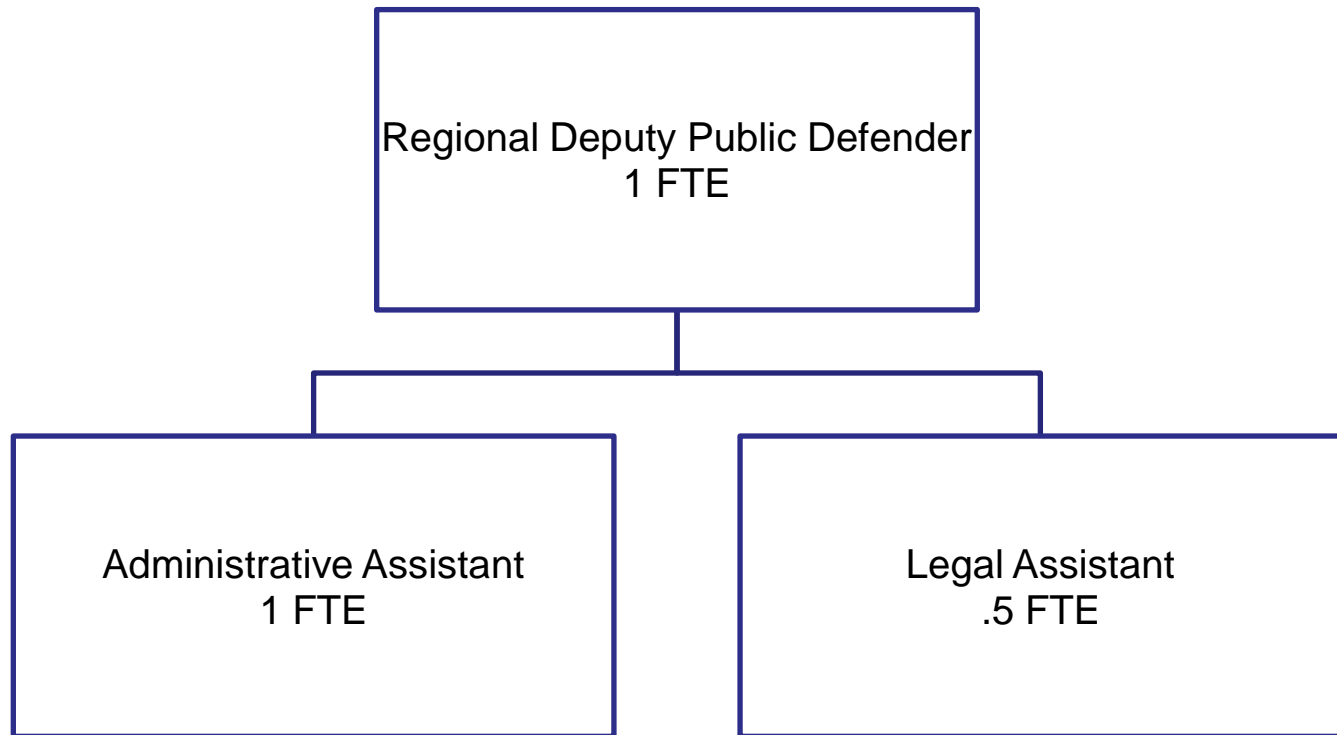 Regional Deputy Public Defender
1 FTE
Administrative Assistant
1 FTE
Legal Assistant
.5 FTE